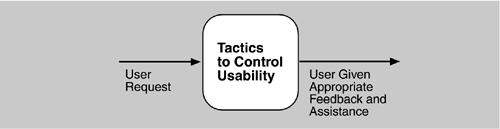 Tactics
to Control
Usability
User
Request
User Given
Appropriate
Feedback and
Assistance